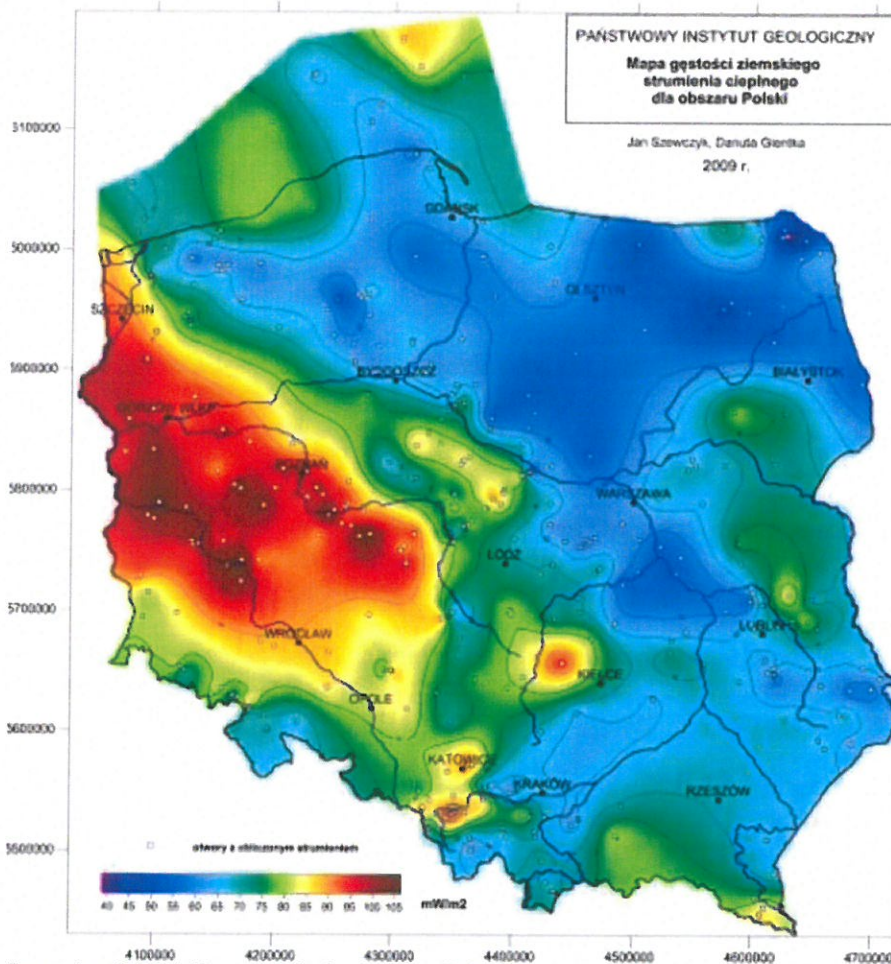 PAŃSTWOWY INSTYTUT GEOLOGICZNY
Mapa gęstości ziemskiego
strumienia cieplnego
dla obszaru Polski
Jan Szewczyk, Danuta Gientka
2009 r.
5100000
GDAŃSK
5000000
OLSZTYN
SZCZECIN
5900000
BYDGOSZCZ
BIAŁYSTOK
POZNAŃ
5800000
WARSZAWA
ŁÓDŹ
5700000
WROCŁAW
LUBLIN
KIELCE
OPOLE
5600000
KATOWICE
KRAKÓW
RZESZÓW
5500000
otwory z obliczonym strumieniem
40 45 50 55 60 65 70 75 80 85 90 95 100 105
mW/m2
4100000 4200000 4300000 4400000 4500000 4600000 4700000